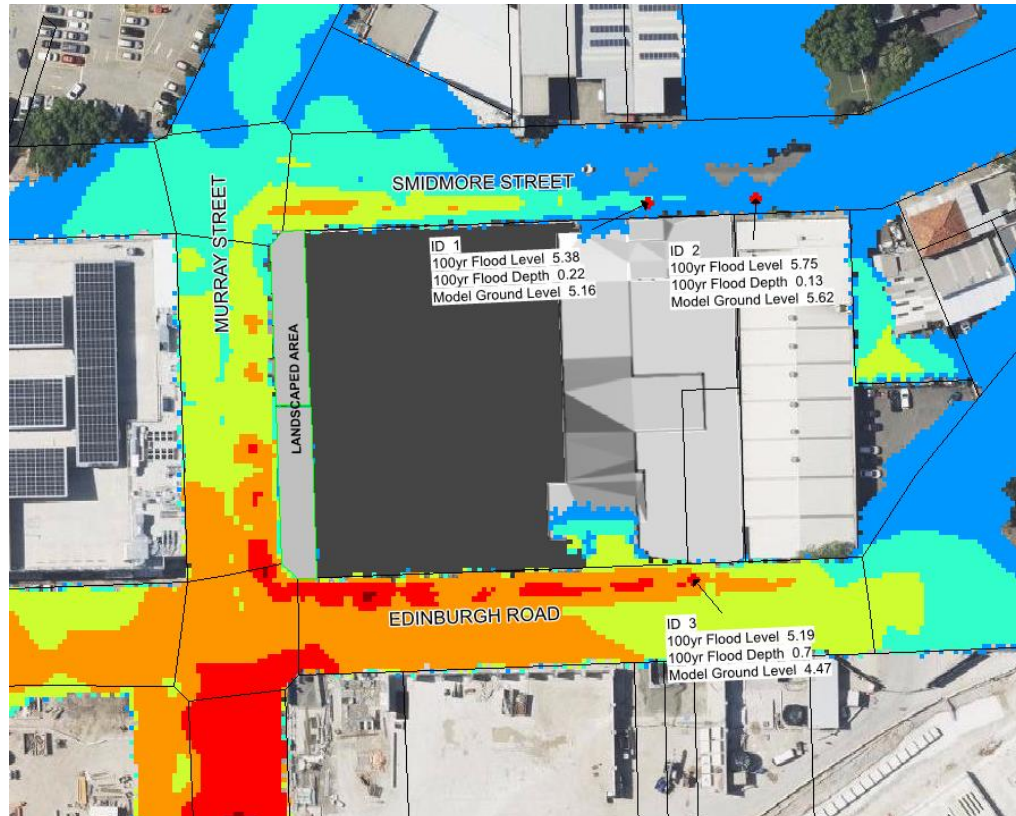 SMIDMORE STREET
MURRAY STREET
ID 1
100yr Flood Level 5.38
100yr Flood Depth 0.22
Model Ground Level 5.16
ID 2
100yr Flood Level 5.75
100yr Flood Depth 0.13
Model Ground Level 5.62
LANDSCAPED AREA
EDINBURGH ROAD
ID 3
100yr Flood Level 5.19
100yr Flood Depth 0.7
Model Ground Level 4.47